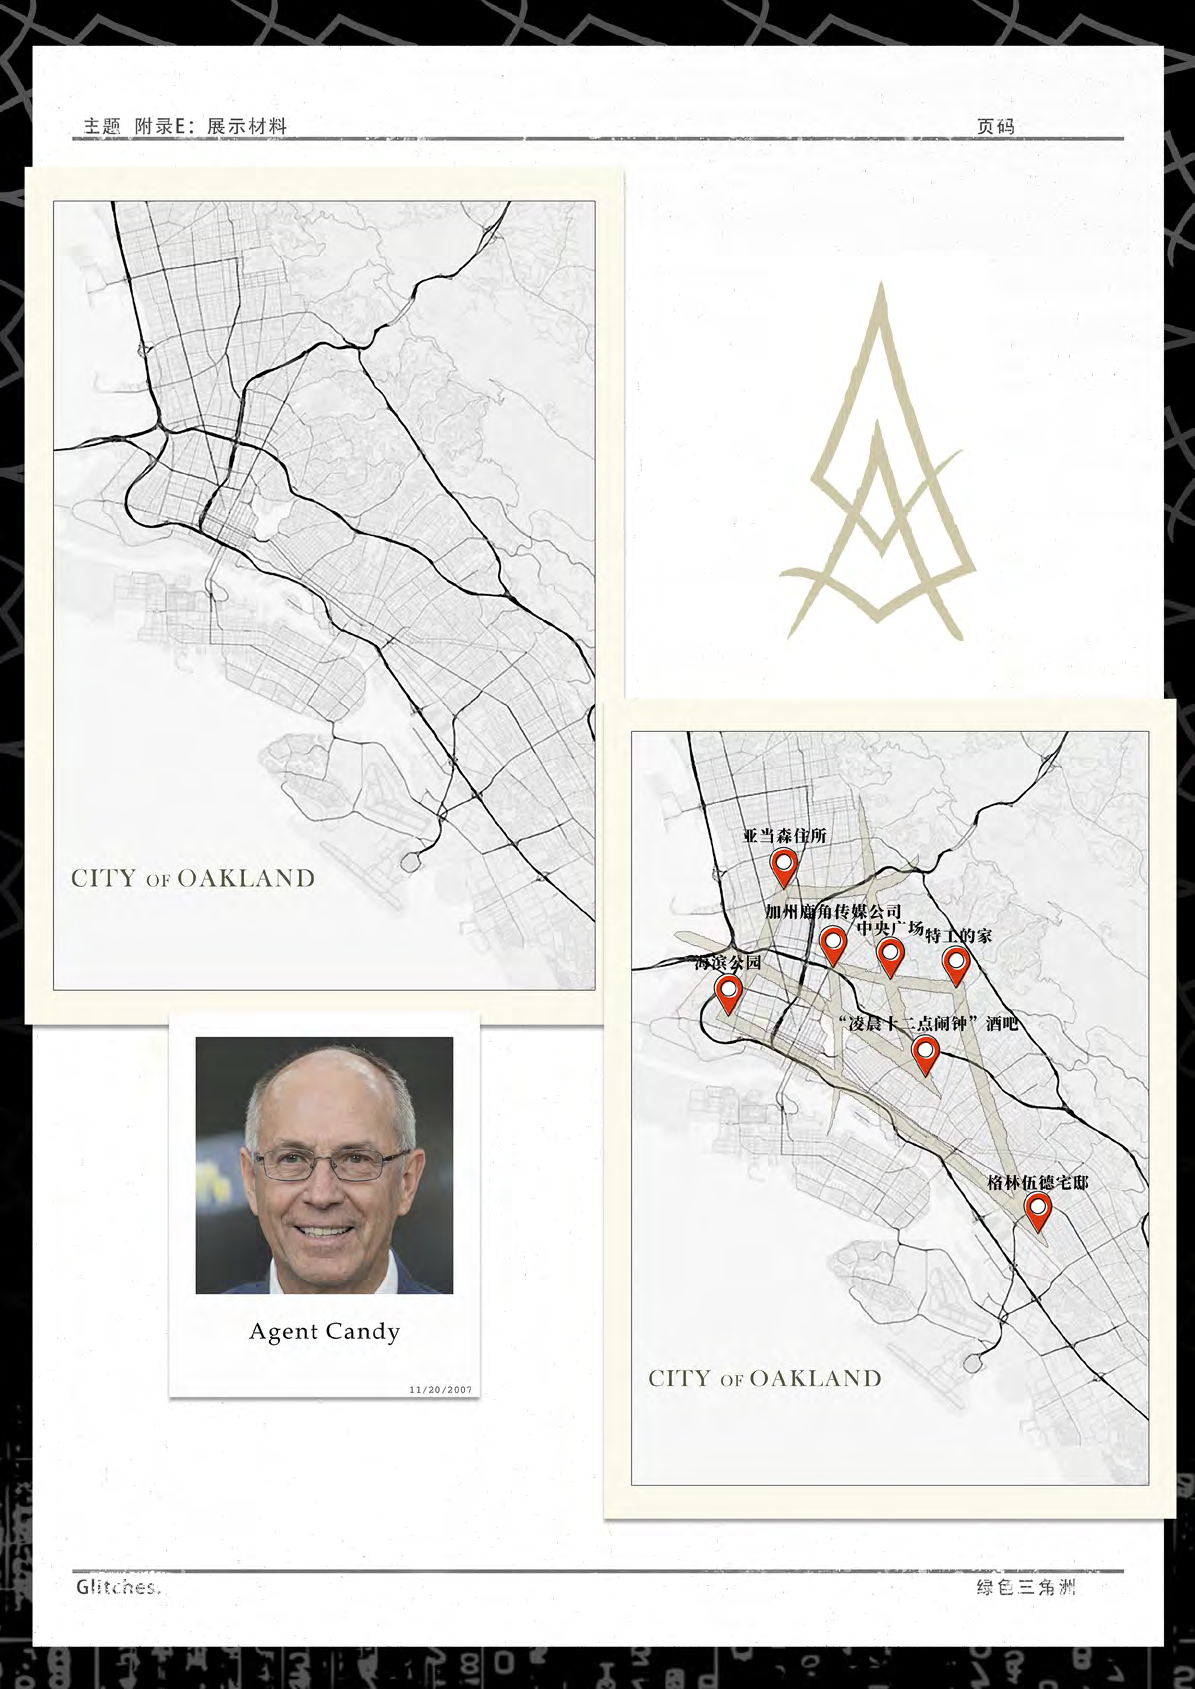 主题 附录E：展示材料
页码
CITY OF OAKLAND
Agent Candy
11/20/2007
亚当森住所
加州鹿角传媒公司
中央广场
特工的家
海滨公园
“凌晨十二点闹钟”酒吧
格林伍德宅邸
CITY OF OAKLAND
Glitches.
绿色三角洲